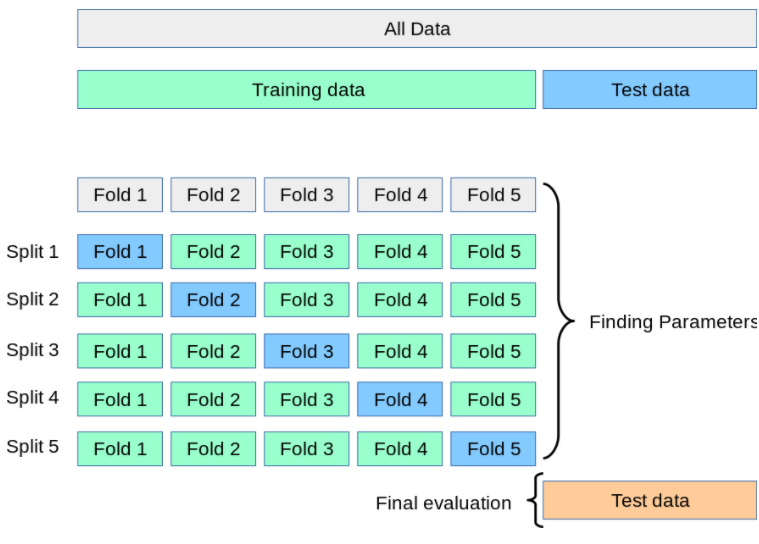 All Data
Training data Test data
Fold 1 Fold 2 Fold 3 Fold 4 Fold 5
Split 1 Fold 1 Fold 2 Fold 3 Fold 4 Fold 5
Split 2 Fold 1 Fold 2 Fold 3 Fold 4 Fold 5
Finding Parameters
Split 3 Fold 1 Fold 2 Fold 3 Fold 4 Fold 5
Split 4 Fold 1 Fold 2 Fold 3 Fold 4 Fold 5
Split 5 Fold 1 Fold 2 Fold 3 Fold 4 Fold 5
Final evaluation Test data